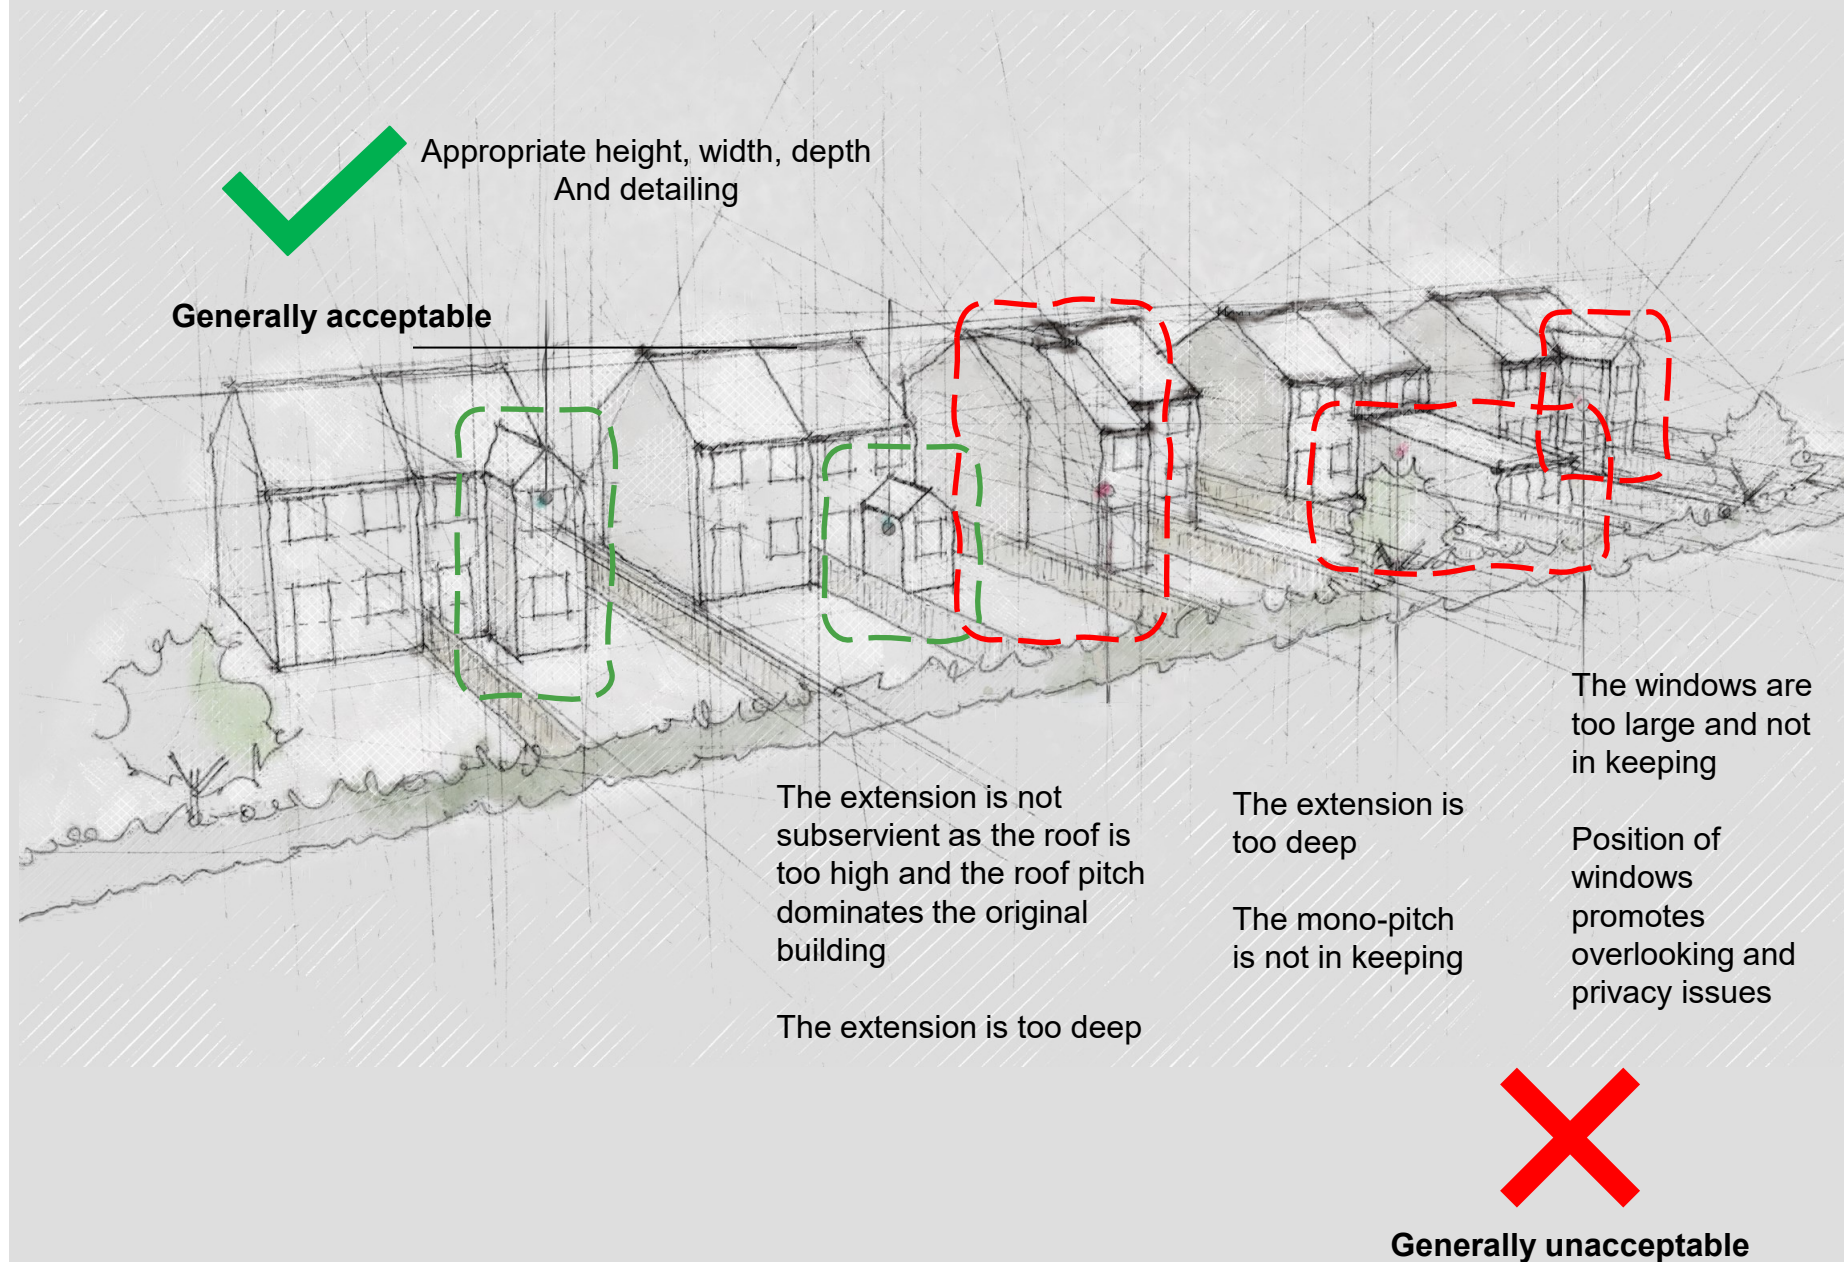 Appropriate height, width, depth
And detailing
Generally acceptable
The extension is not
subservient as the roof is
too high and the roof pitch
dominates the original
building
The extension is too deep
The extension is
too deep
The mono-pitch
is not in keeping
The windows are
too large and not
in keeping
Position of
windows
promotes
overlooking and
privacy issues
Generally unacceptable